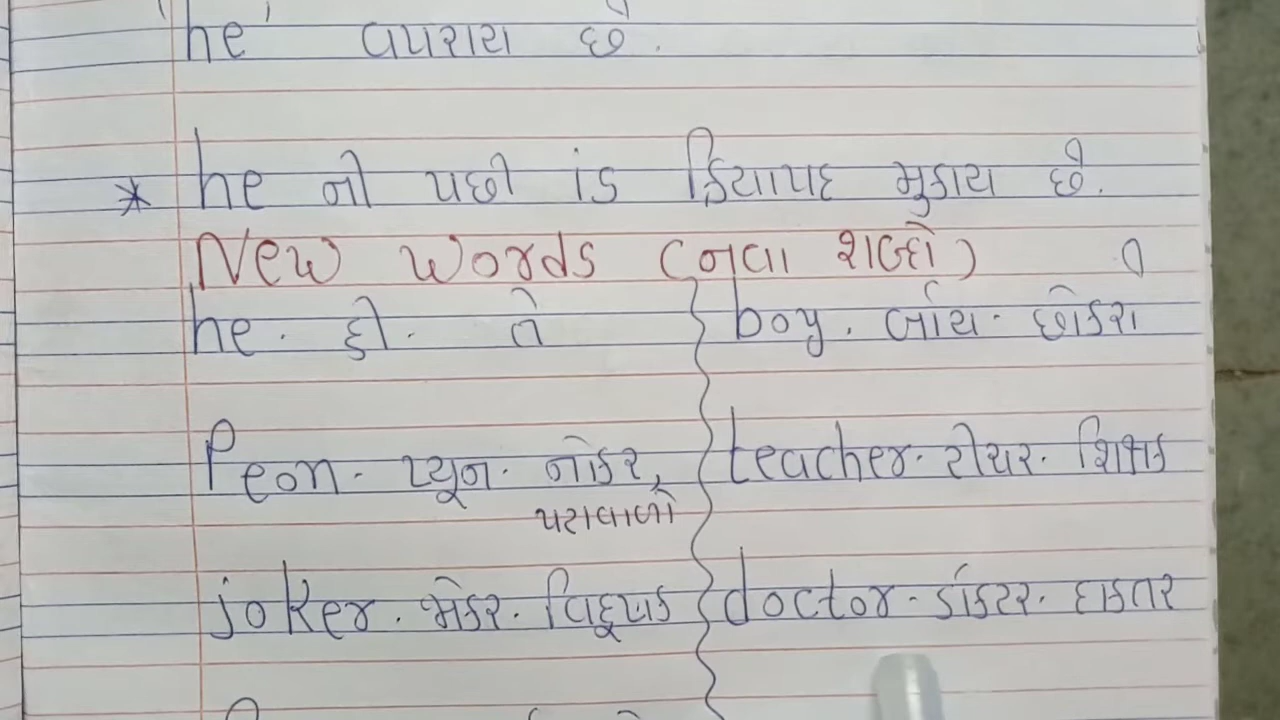 he વપરાય છે.
* he ની પછી is ક્રિયાપદ મુકાય છે.
New words (નવા શબ્દો)
he. હી. તે
boy. બોય. છોકરો
Peon. પ્યૂન. નોકર, પટાવાળો
teacher. ટીચર. શિક્ષક
joker. જોકર. વિદૂષક
doctor. ડૉક્ટર. દાકતર